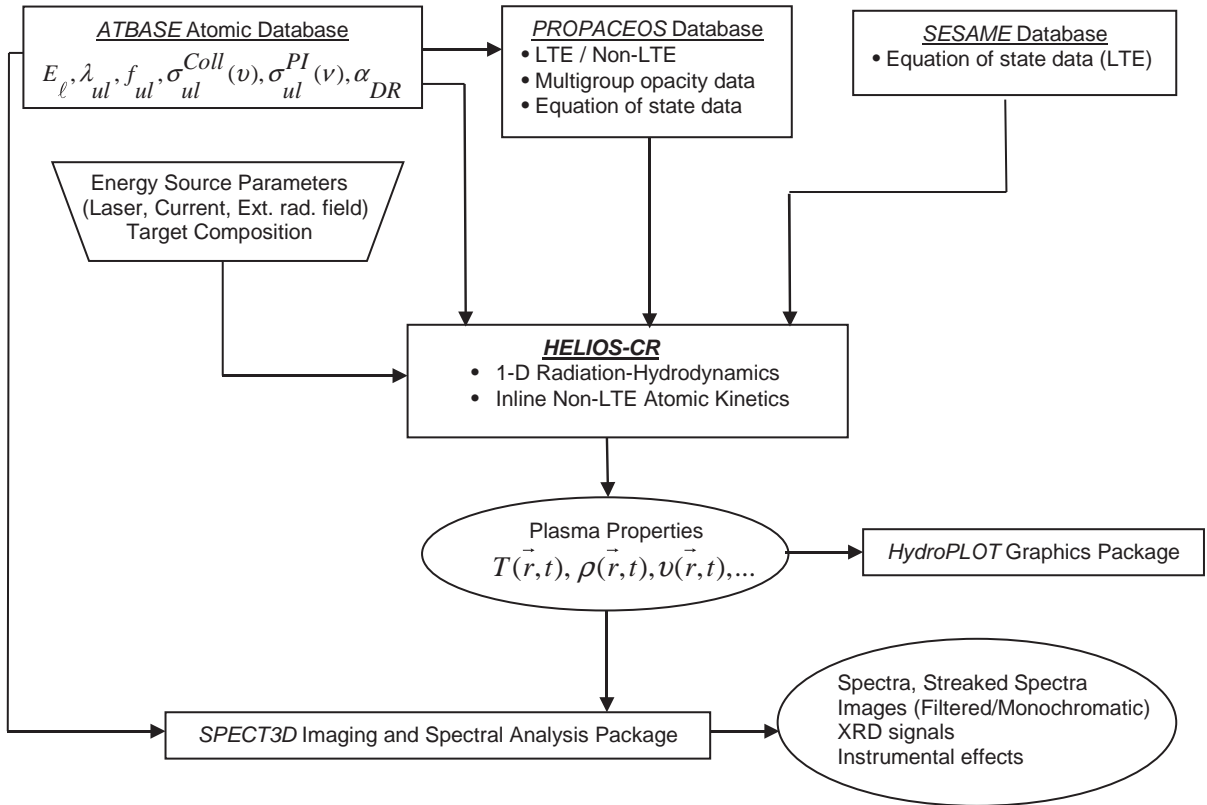 ATBASE Atomic Database
E_ℓ, λ_ul, f_ul, σ_ul^Coll(υ), σ_ul^PI(ν), α_DR
PROPACEOS Database
• LTE / Non-LTE
• Multigroup opacity data
• Equation of state data
SESAME Database
• Equation of state data (LTE)
Energy Source Parameters
(Laser, Current, Ext. rad. field)
Target Composition
HELIOS-CR
• 1-D Radiation-Hydrodynamics
• Inline Non-LTE Atomic Kinetics
Plasma Properties
T(r⃗,t), ρ(r⃗,t), υ(r⃗,t),...
HydroPLOT Graphics Package
SPECT3D Imaging and Spectral Analysis Package
Spectra, Streaked Spectra
Images (Filtered/Monochromatic)
XRD signals
Instrumental effects